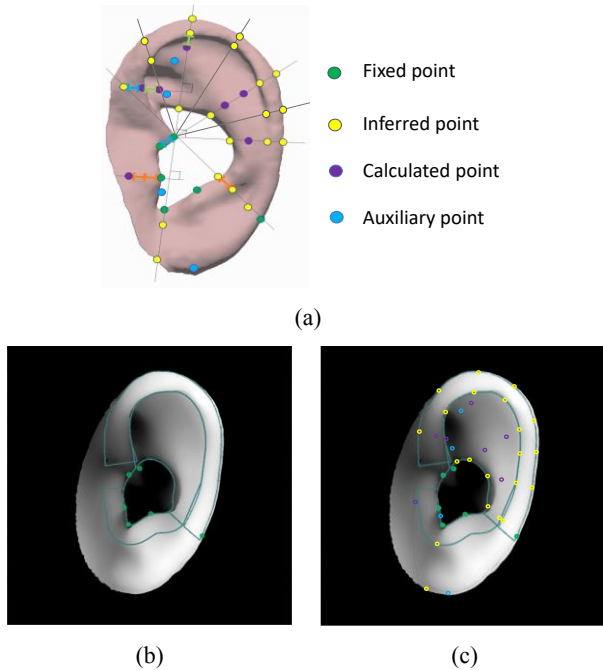 Fixed point
Inferred point
Calculated point
Auxiliary point
(a)
(b)
(c)